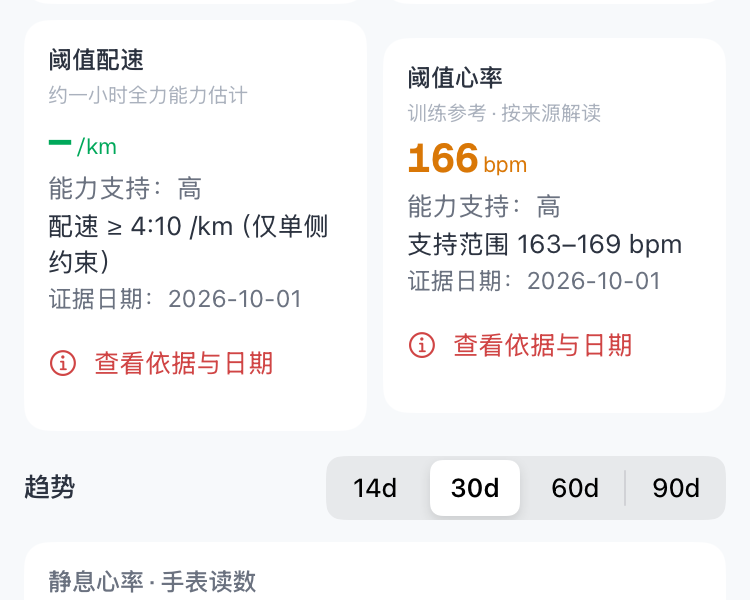 阈值配速
约一小时全力能力估计
— /km
能力支持：高
配速 ≥ 4:10 /km (仅单侧
约束)
证据日期：2026-10-01
查看依据与日期
阈值心率
训练参考 · 按来源解读
166 bpm
能力支持：高
支持范围 163–169 bpm
证据日期：2026-10-01
查看依据与日期
趋势
14d 30d 60d 90d
静息心率 · 手表读数